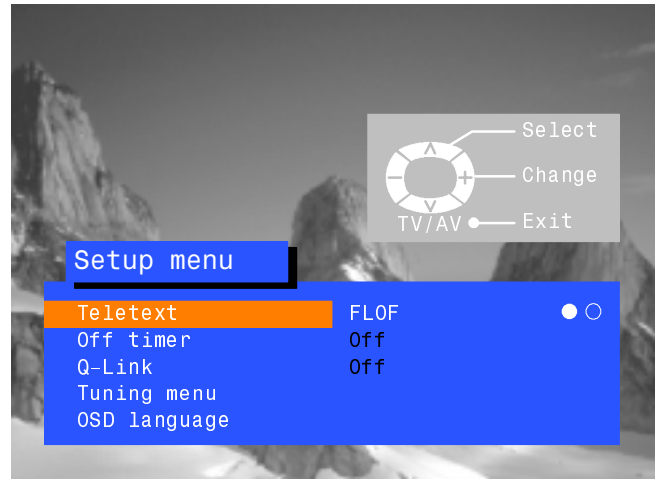 Select
Change
TV/AV Exit
Setup menu
Teletext FLOF
Off timer Off
Q-Link Off
Tuning menu
OSD language